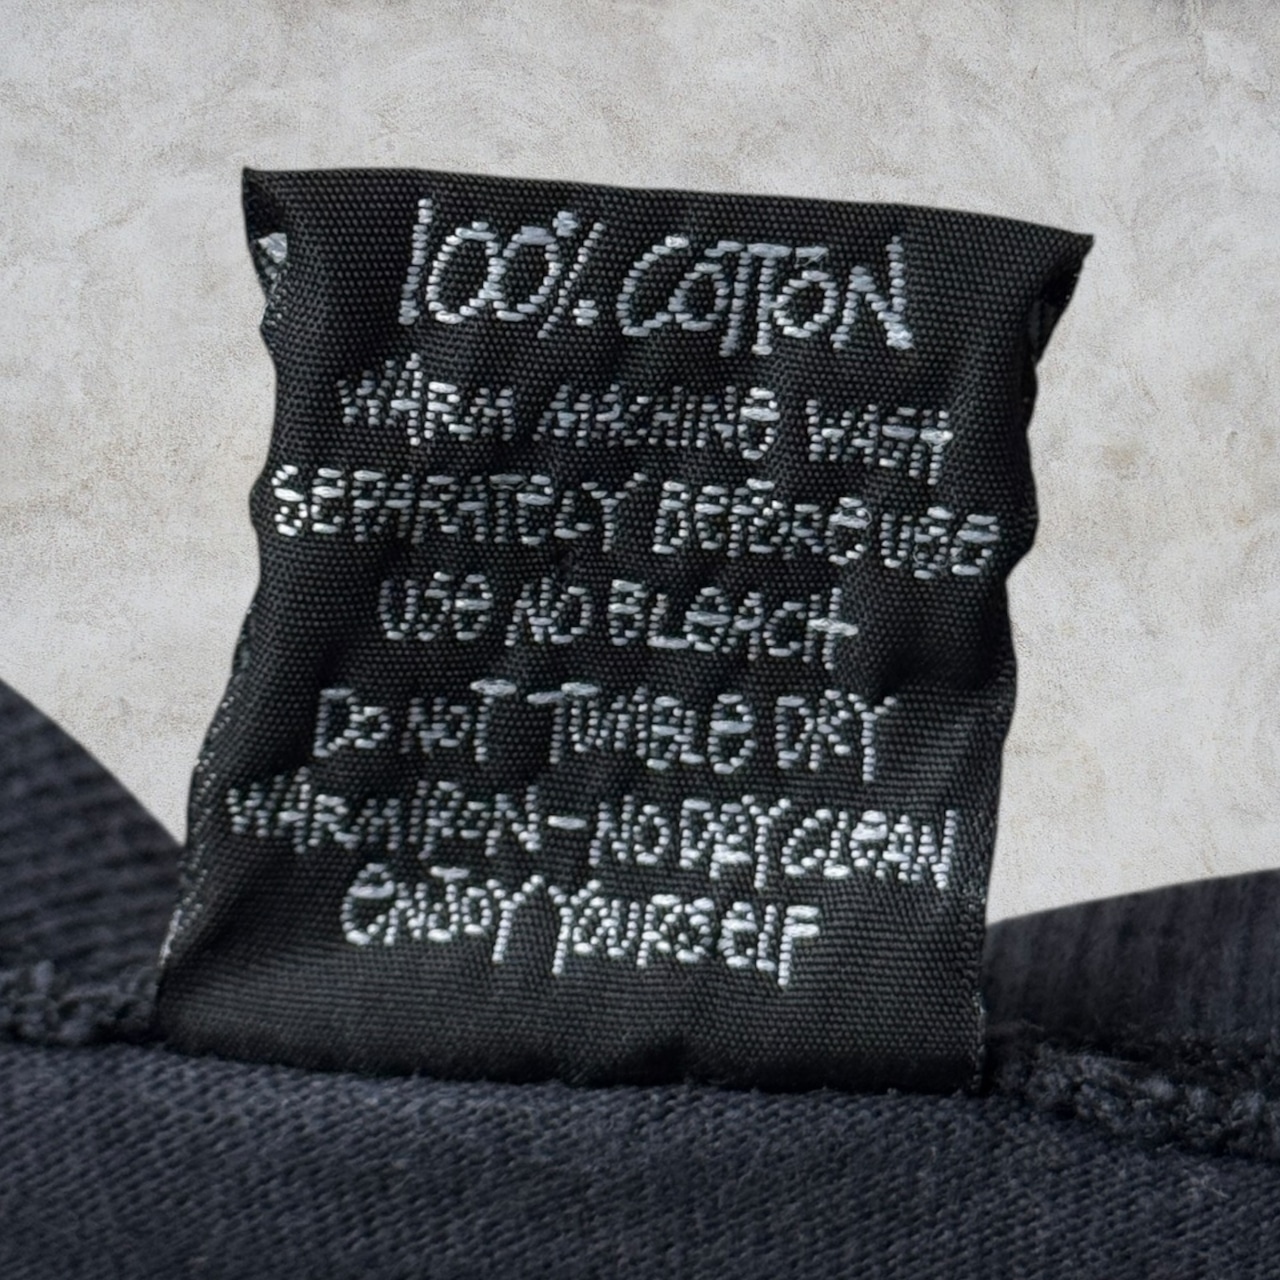 100% COTTON
WARM MACHINE WASH
SEPARATELY BEFORE USE
USE NO BLEACH
DO NOT TUMBLE DRY
WARM IRON - NO DRY CLEAN
ENJOY YOURSELF